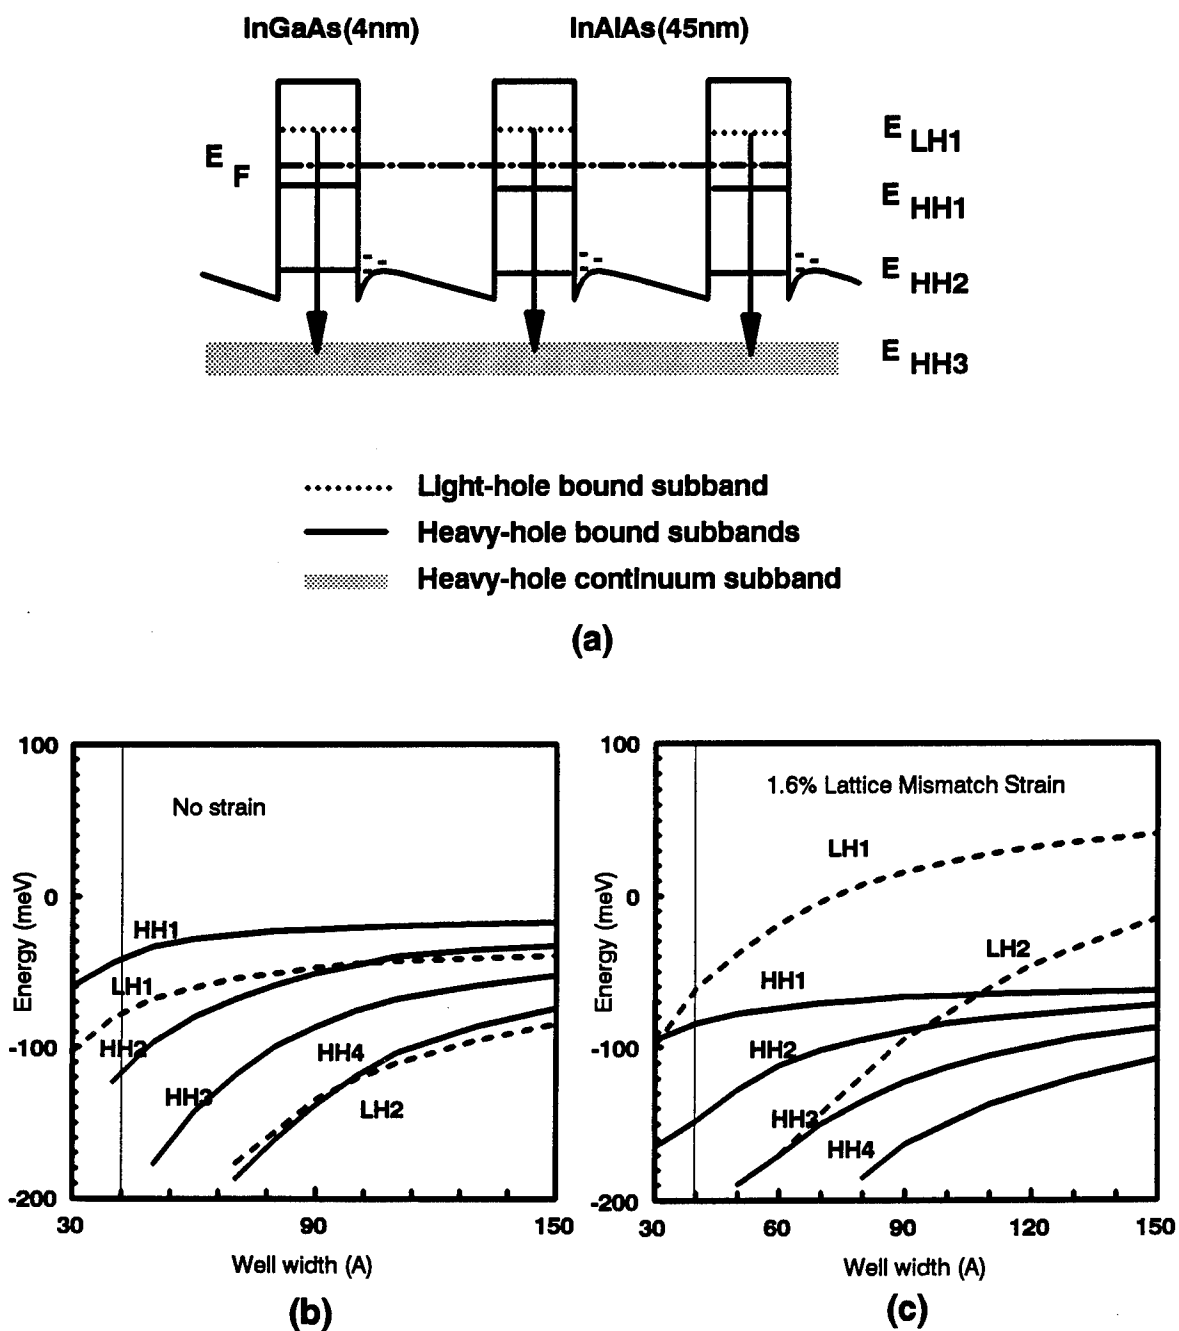 InGaAs(4nm) InAlAs(45nm)
E F
E LH1
E HH1
E HH2
E HH3
Light-hole bound subband
Heavy-hole bound subbands
Heavy-hole continuum subband
(a)
100
0
-100
-200
Energy (meV)
No strain
HH1
LH1
HH2
HH3
HH4
LH2
30 90 150
Well width (A)
(b)
100
0
-100
-200
Energy (meV)
1.6% Lattice Mismatch Strain
LH1
LH2
HH1
HH2
HH3
HH4
30 60 90 120 150
Well width (A)
(c)